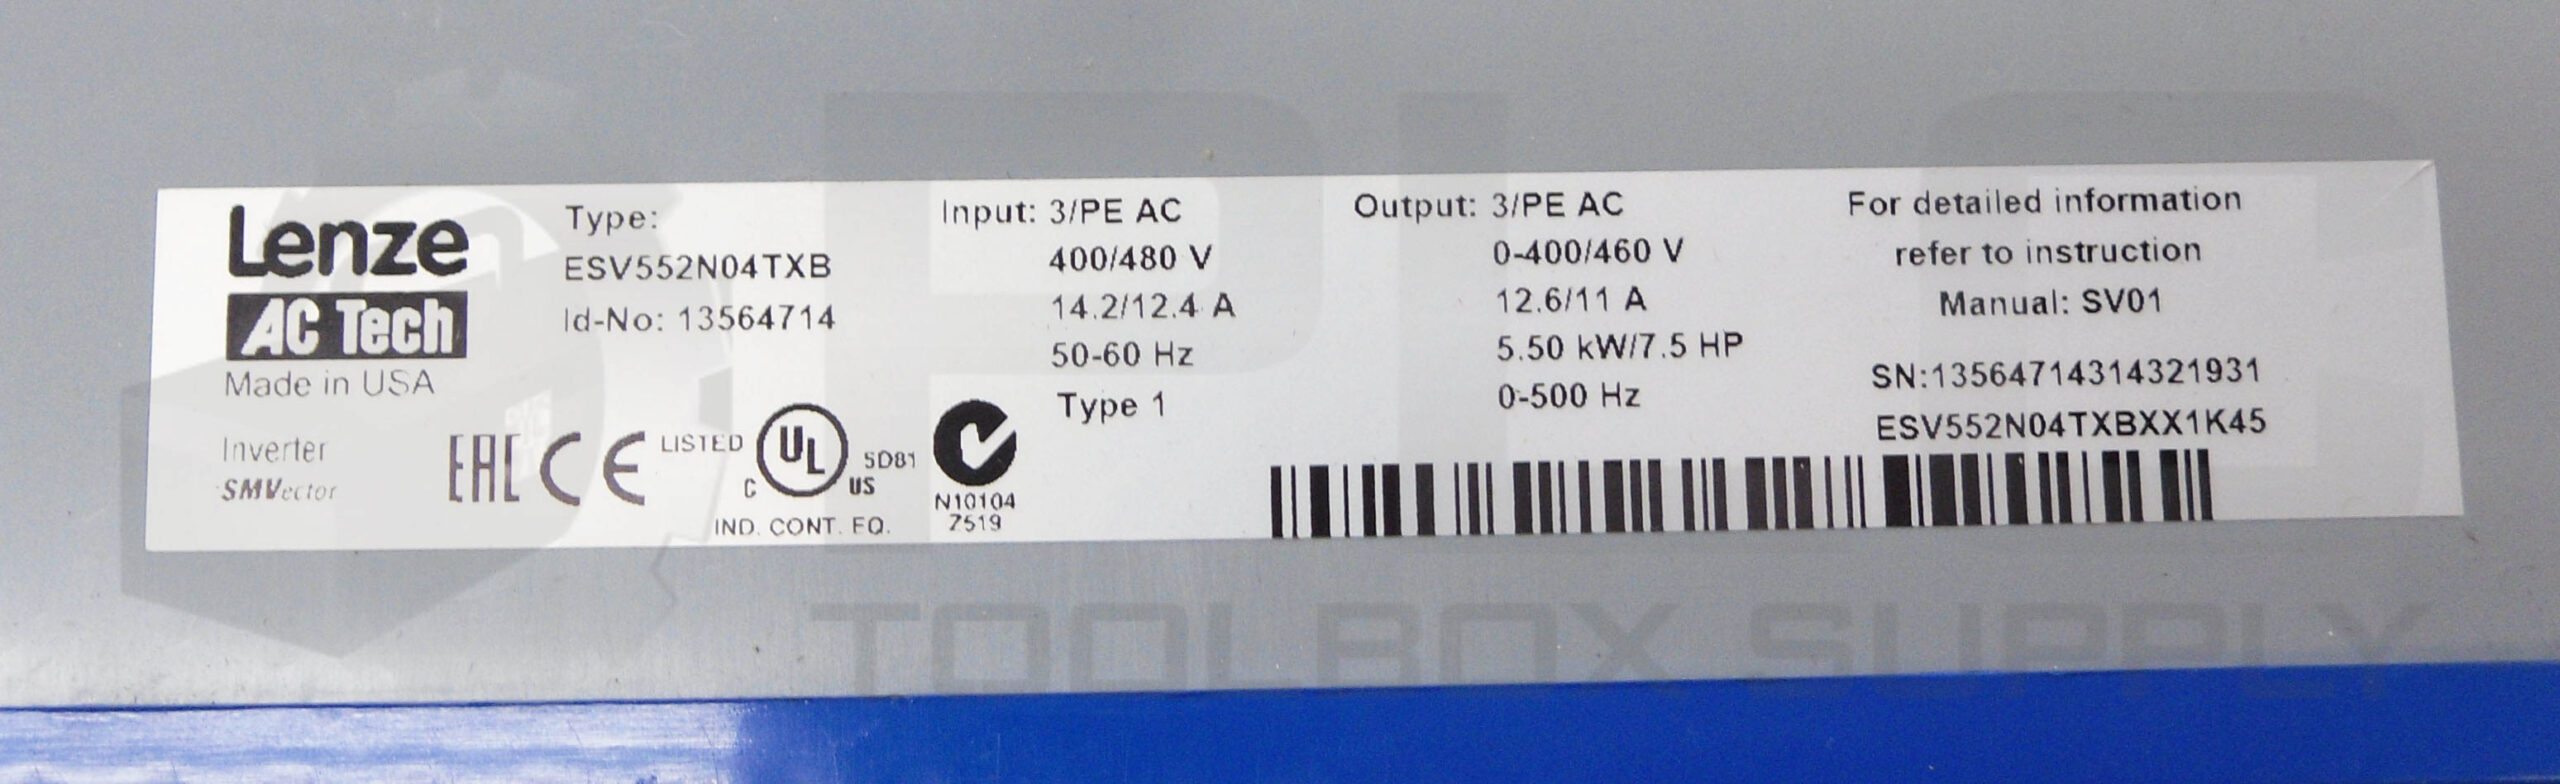 Lenze
AC Tech
Made in USA
Inverter
SMVector
Type:
ESV552N04TXB
Id-No: 13564714
EAC CE LISTED C UL US 5D81
IND. CONT. EQ.
N10104
7519
Input: 3/PE AC
400/480 V
14.2/12.4 A
50-60 Hz
Type 1
Output: 3/PE AC
0-400/460 V
12.6/11 A
5.50 kW/7.5 HP
0-500 Hz
For detailed information
refer to instruction
Manual: SV01
SN:13564714314321931
ESV552N04TXBXX1K45
PLC
TOOLBOX SUPPLY